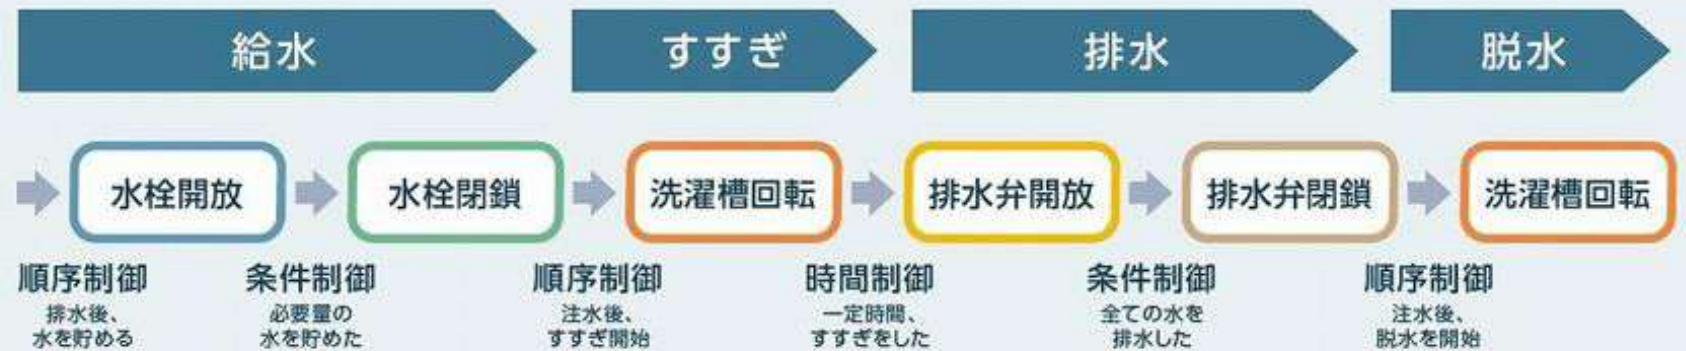 給水
すすぎ
排水
脱水
水栓開放
水栓閉鎖
洗濯槽回転
排水弁開放
排水弁閉鎖
洗濯槽回転
順序制御
排水後、
水を貯める
条件制御
必要量の
水を貯めた
順序制御
注水後、
すすぎ開始
時間制御
一定時間、
すすぎをした
条件制御
全ての水を
排水した
順序制御
注水後、
脱水を開始